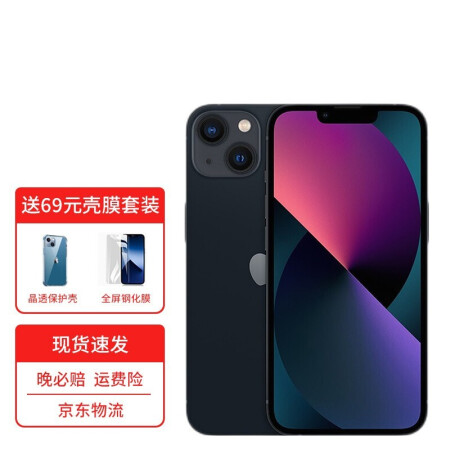 送69元壳膜套装
晶透保护壳 全屏钢化膜
现货速发
晚必赔 运费险
京东物流